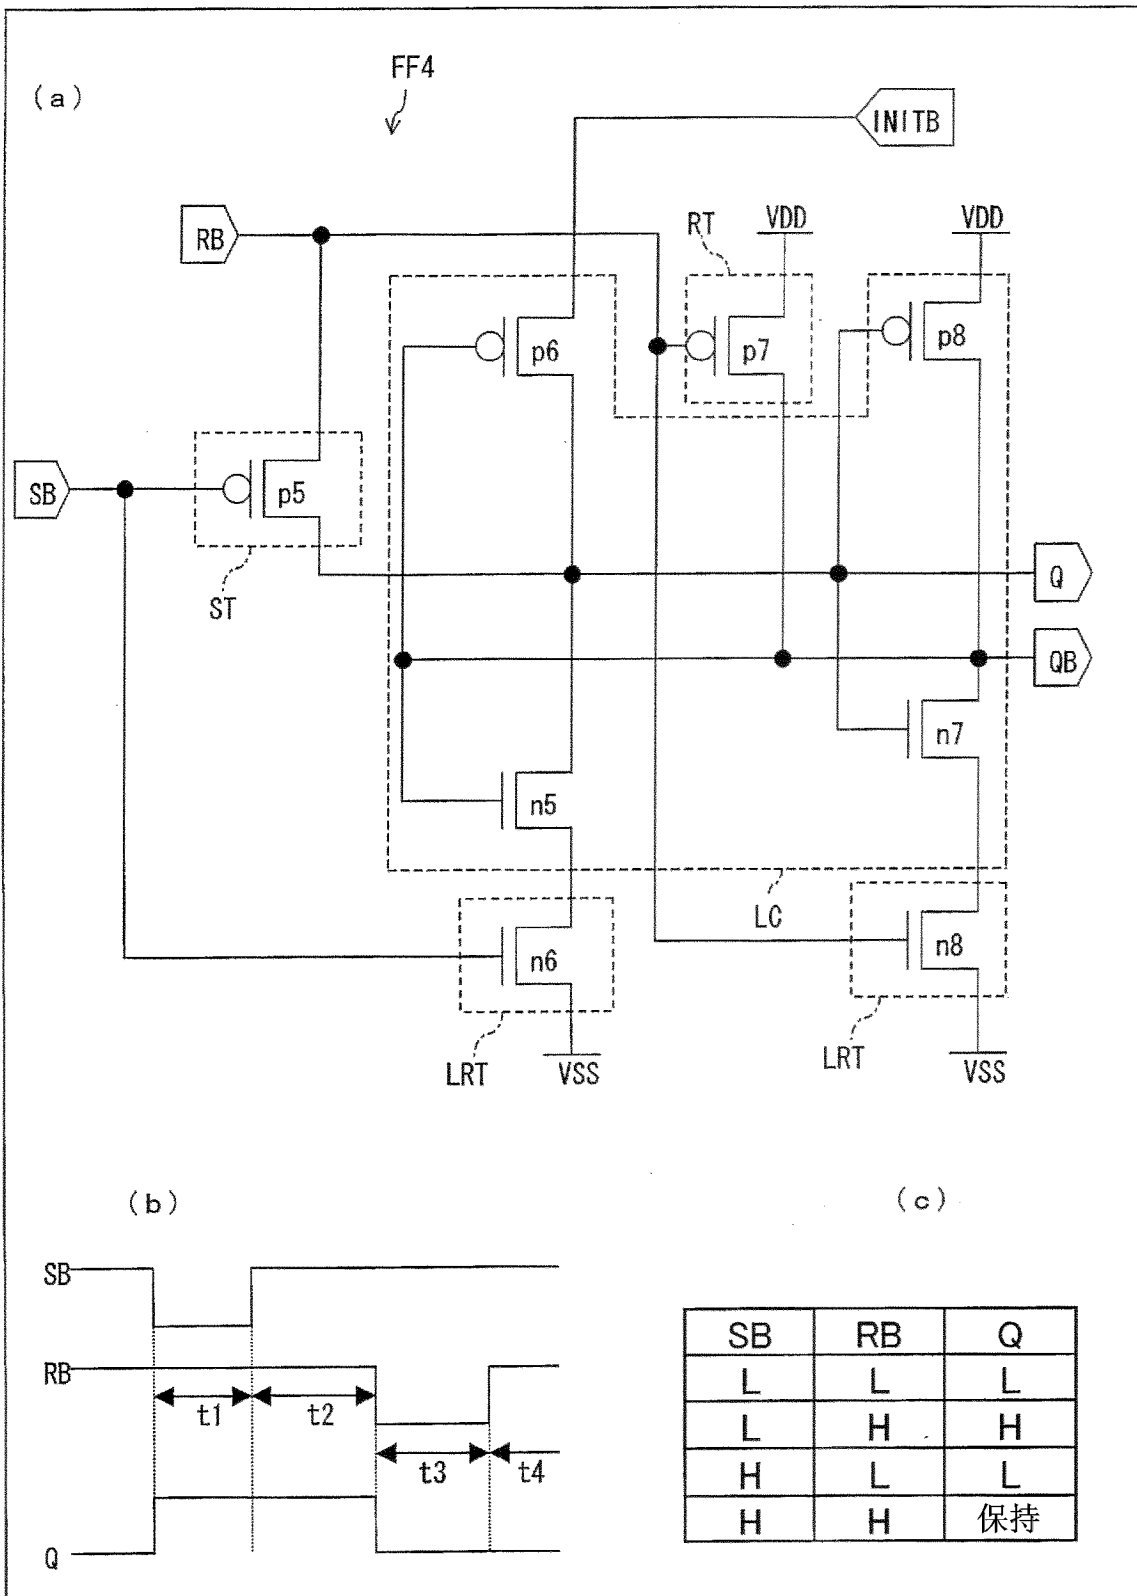 (a)
FF4
INITB
RB
RT
VDD
VDD
p6
p7
p8
SB
p5
ST
Q
QB
n7
n5
LC
n6
n8
LRT
VSS
LRT
VSS
(b)
(c)
SB
RB
t1
t2
t3
t4
Q
SB RB Q
L L L
L H H
H L L
H H 保持